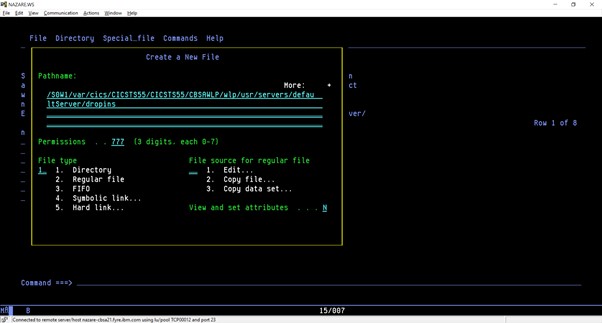 NAZARE.WS
File Edit View Communication Actions Window Help
File Directory Special_file Commands Help
Create a New File
Pathname:
More: +
/SOW1/var/cics/CICSTS55/CICSTS55/CBSAWLP/wlp/usr/servers/defau
ltServer/dropins
Permissions . . 777 (3 digits, each 0-7)
File type File source for regular file
1 1. Directory 1. Edit...
2. Regular file 2. Copy file...
3. FIFO 3. Copy data set...
4. Symbolic link...
5. Hard link... View and set attributes . . . N
S n
a ct
w
n
E ver/
Row 1 of 8
n
Command ===>
B 15/007
Connected to remote server/host nazare-cbsa21.fyre.ibm.com using lu/pool TCP00012 and port 23